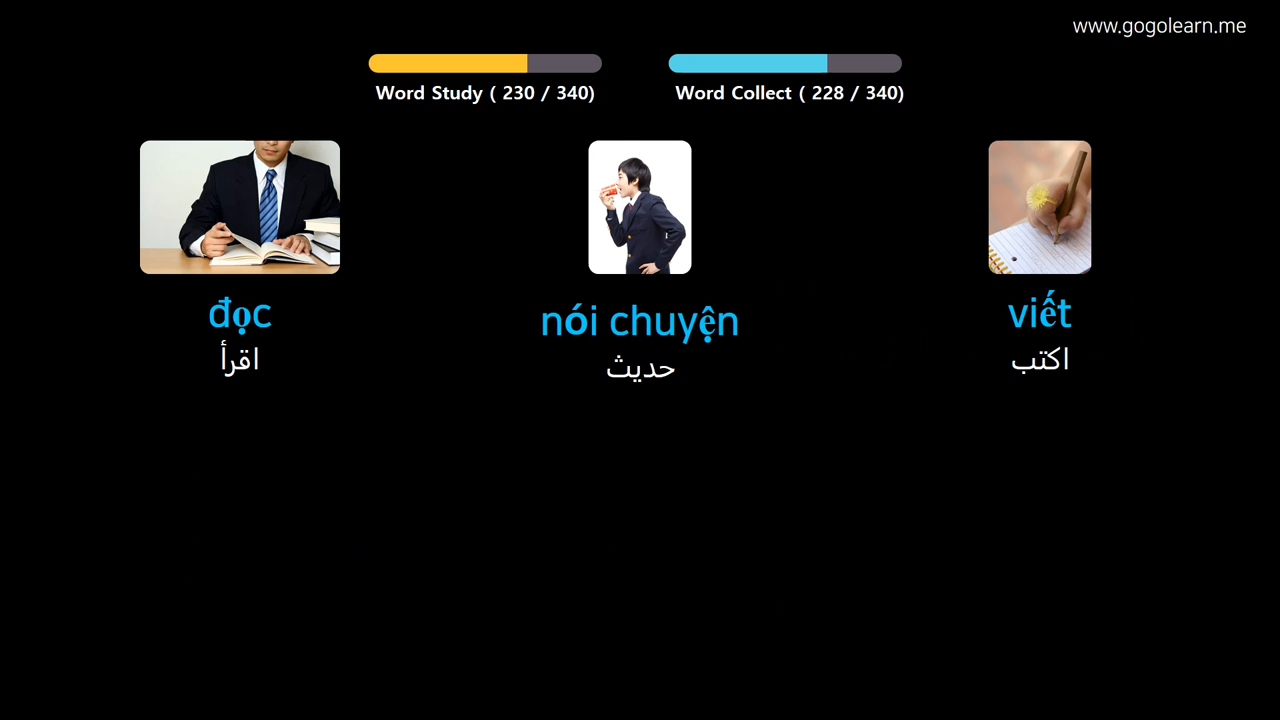 www.gogolearn.me
Word Study ( 230 / 340)
Word Collect ( 228 / 340)
đọc
اقرأ
nói chuyện
حديث
viết
اكتب